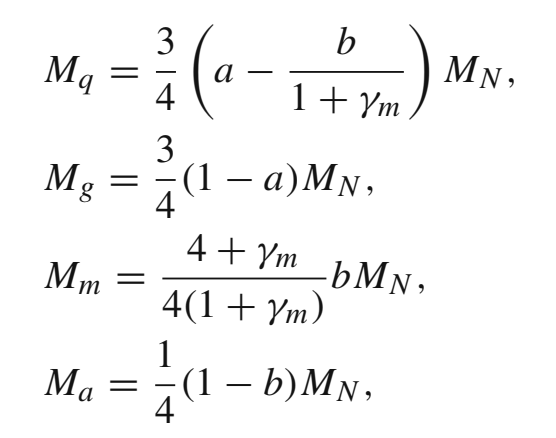 M_q = \frac{3}{4} \left( a - \frac{b}{1 + \gamma_m} \right) M_N,
M_g = \frac{3}{4} (1 - a) M_N,
M_m = \frac{4 + \gamma_m}{4(1 + \gamma_m)} b M_N,
M_a = \frac{1}{4} (1 - b) M_N,